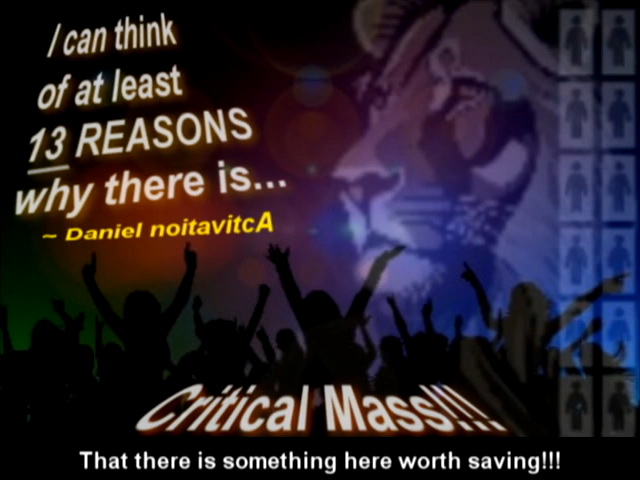 I can think
of at least
13 REASONS
why there is...
~ Daniel noitavitcA
Critical Mass!!!
That there is something here worth saving!!!